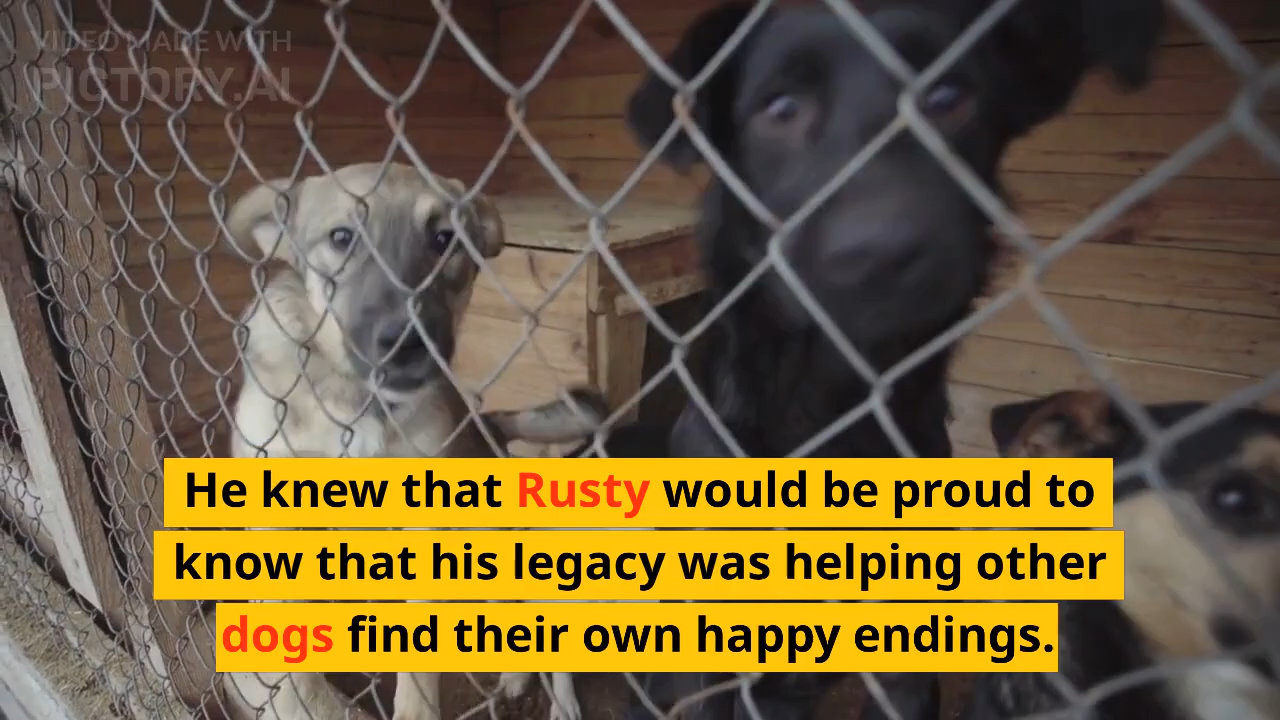 VIDEO MADE WITH
PICTORY.AI
He knew that Rusty would be proud to
know that his legacy was helping other
dogs find their own happy endings.